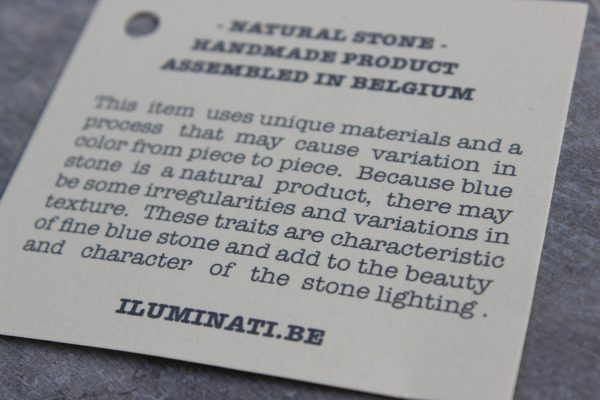 - NATURAL STONE -
HANDMADE PRODUCT
ASSEMBLED IN BELGIUM
This item uses unique materials and a
process that may cause variation in
color from piece to piece. Because blue
stone is a natural product, there may
be some irregularities and variations in
texture. These traits are characteristic
of fine blue stone and add to the beauty
and character of the stone lighting .
ILUMINATI.BE